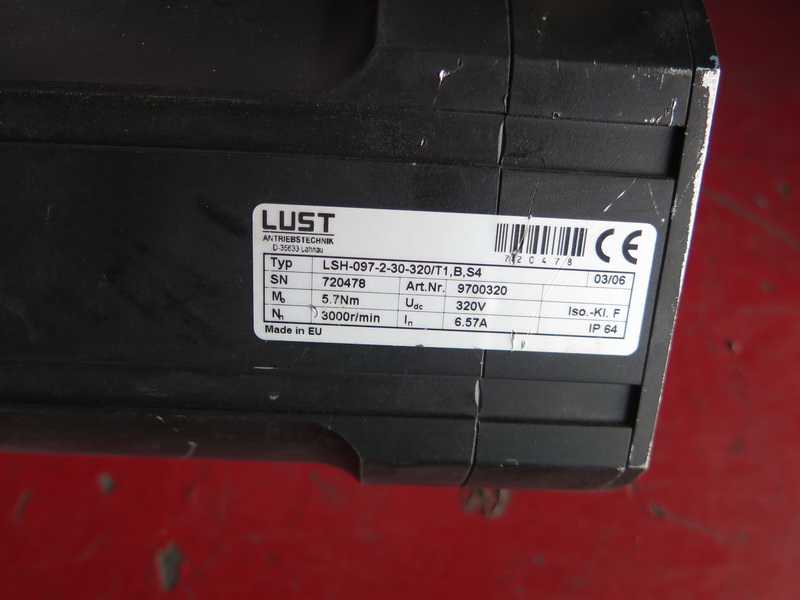 LUST
ANTRIEBSTECHNIK
D-35633 Lahnau
720478
CE
Typ LSH-097-2-30-320/T1,B,S4 03/06
SN 720478 Art.Nr. 9700320
M₀ 5.7Nm Udc 320V Iso.-Kl. F
Nn 3000r/min In 6.57A IP 64
Made in EU